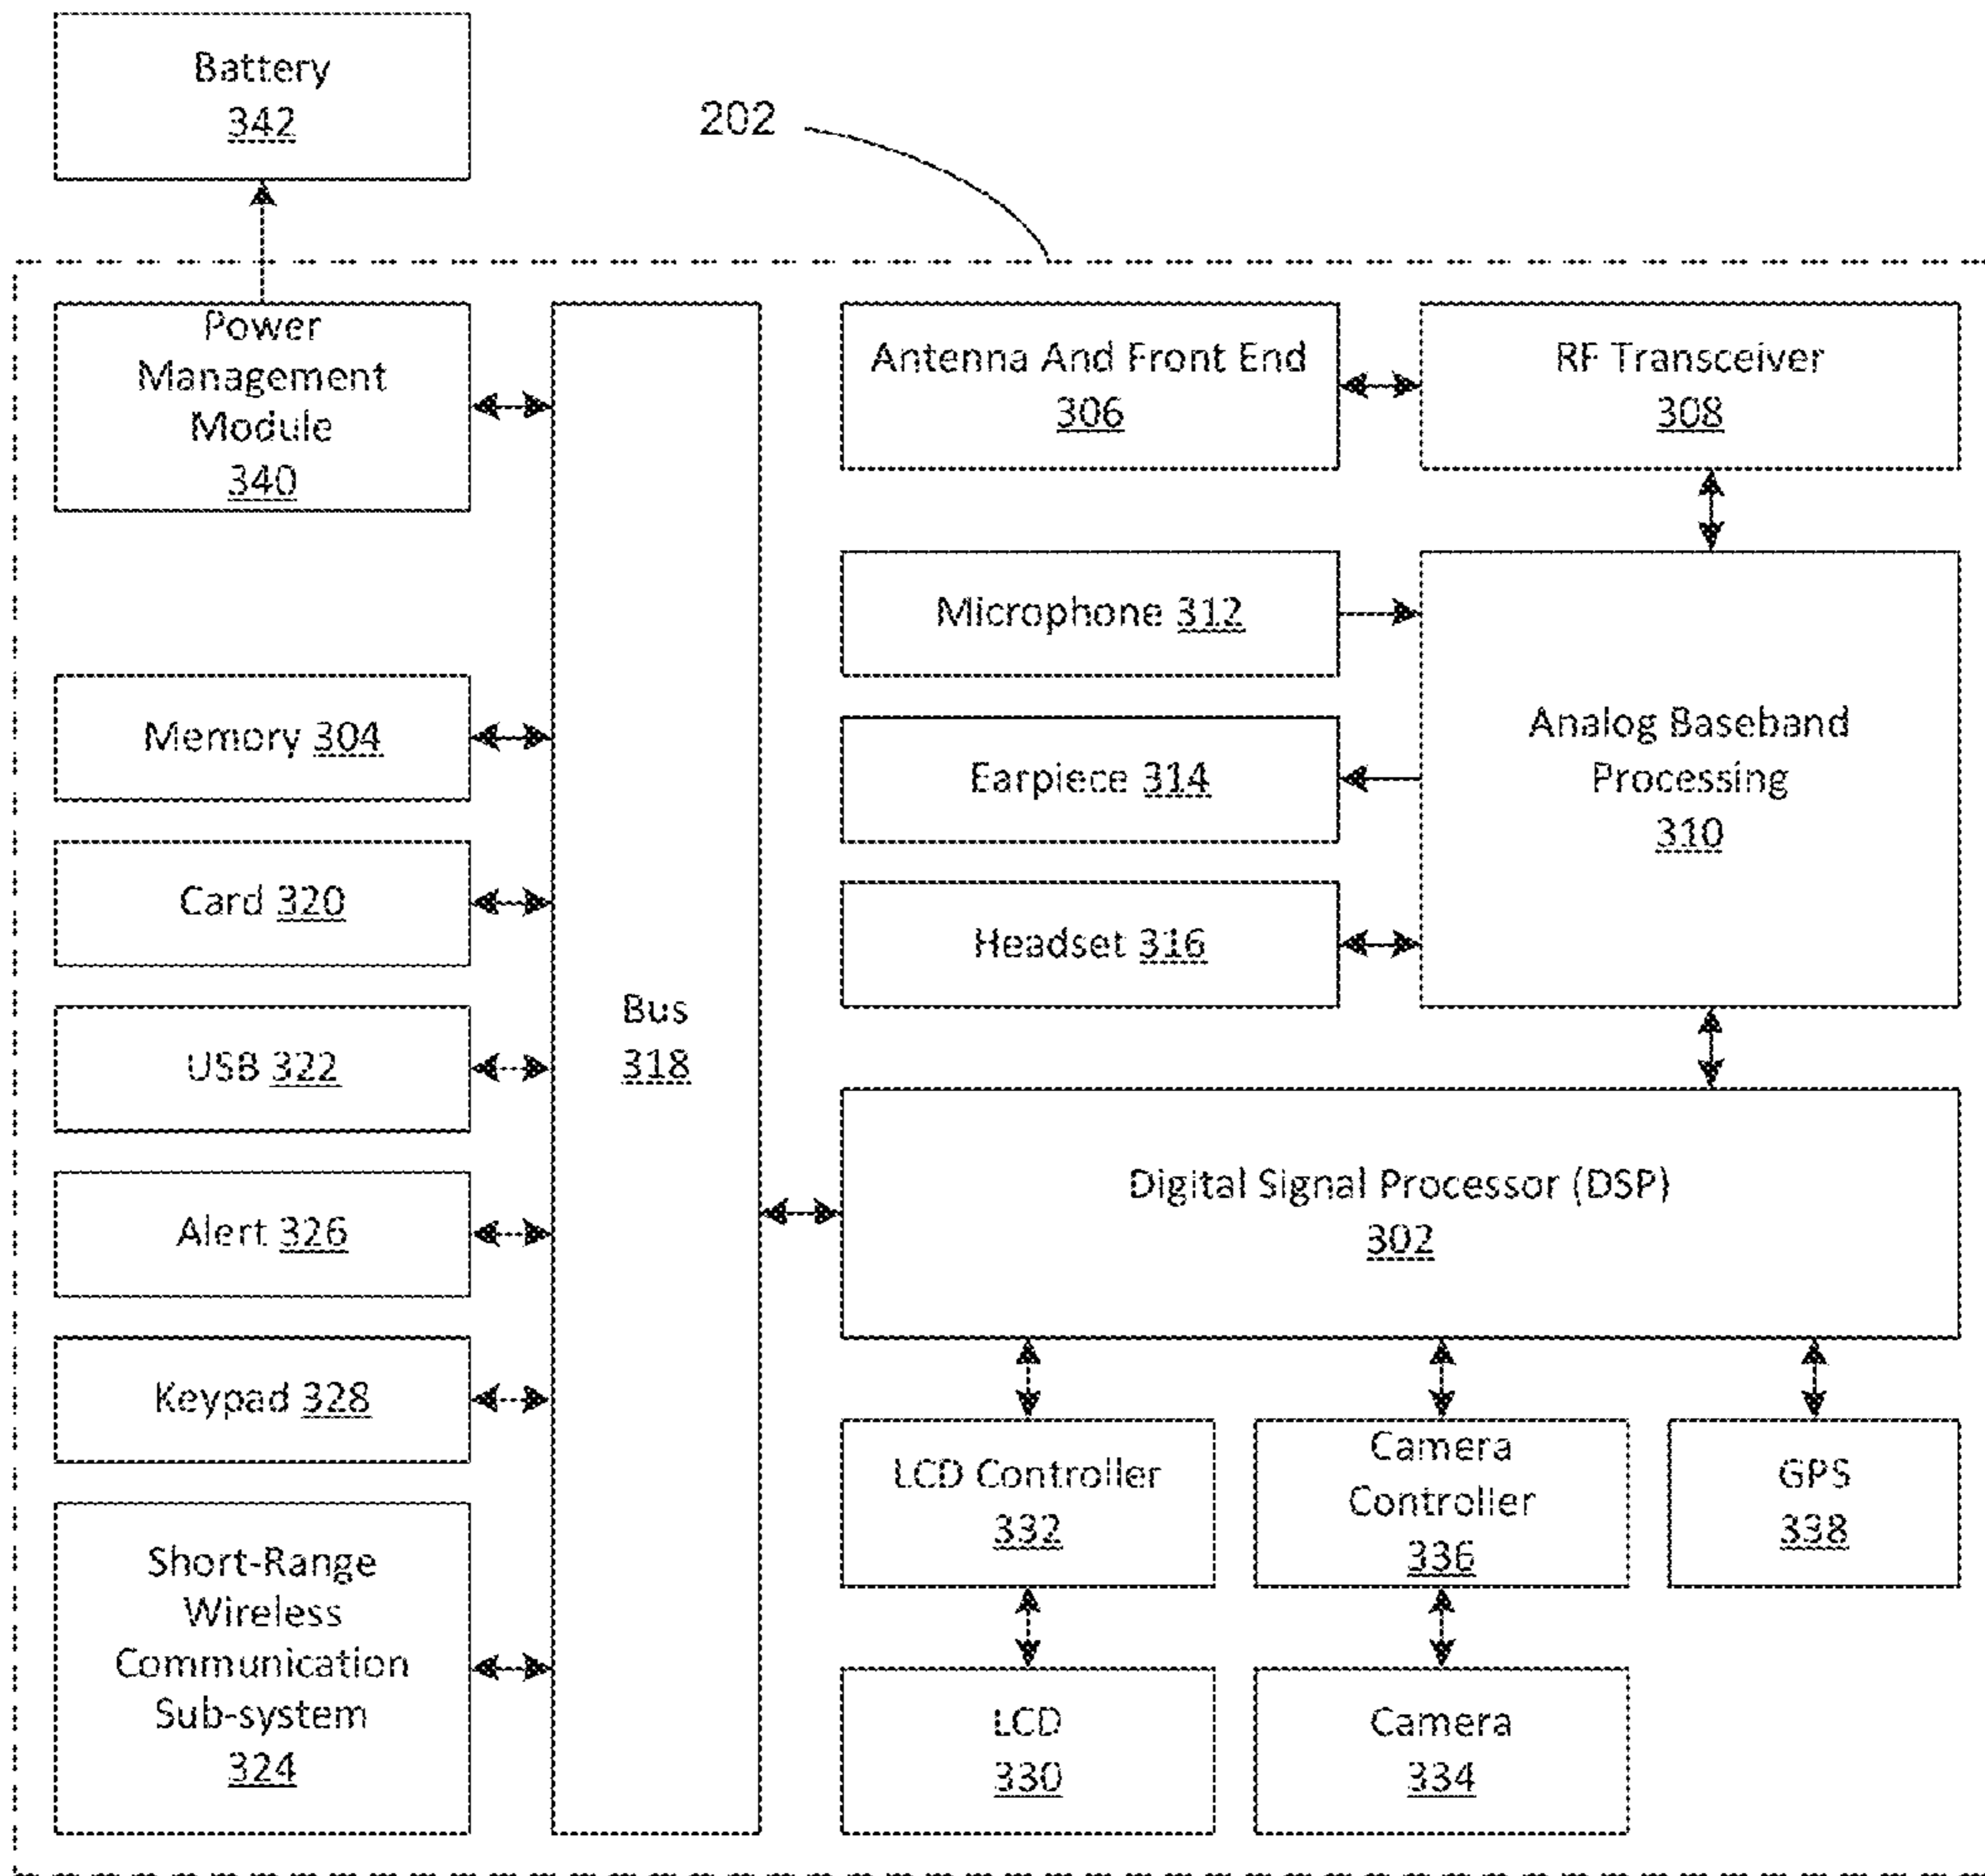 Battery
342
202
Power
Management
Module
340
Antenna And Front End
306
RF Transceiver
308
Microphone 312
Analog Baseband
Processing
310
Memory 304
Earpiece 314
Card 320
Headset 316
Bus
318
USB 322
Digital Signal Processor (DSP)
302
Alert 326
Keypad 328
LCD Controller
332
Camera
Controller
336
GPS
338
Short-Range
Wireless
Communication
Sub-system
324
LCD
330
Camera
334